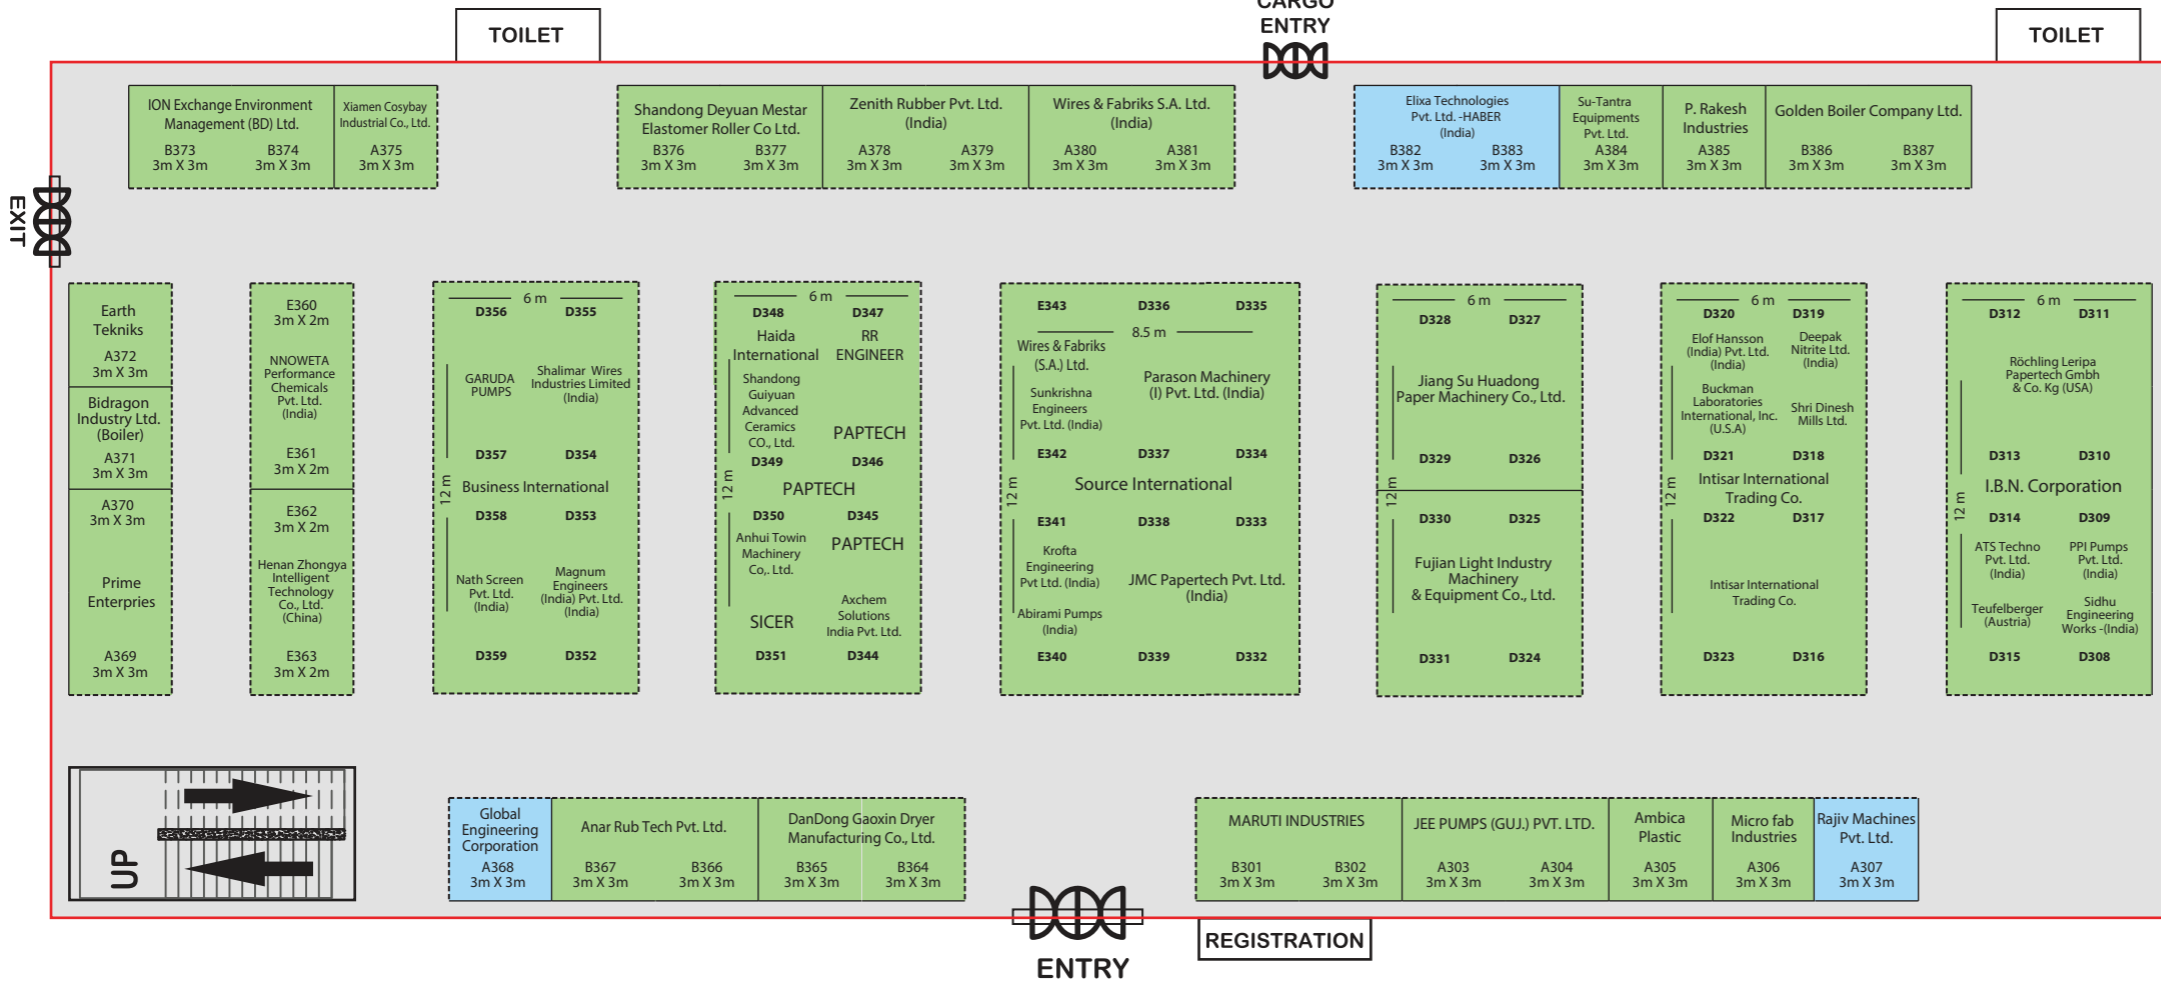 CARGO
ENTRY
TOILET
TOILET
ION Exchange Environment
Management (BD) Ltd.
B373
3m X 3m
B374
3m X 3m
Xiamen Cosybay
Industrial Co., Ltd.
A375
3m X 3m
Shandong Deyuan Mestar
Elastomer Roller Co Ltd.
B376
3m X 3m
B377
3m X 3m
Zenith Rubber Pvt. Ltd.
(India)
A378
3m X 3m
A379
3m X 3m
Wires & Fabriks S.A. Ltd.
(India)
A380
3m X 3m
A381
3m X 3m
Elixa Technologies
Pvt. Ltd. -HABER
(India)
B382
3m X 3m
B383
3m X 3m
Su-Tantra
Equipments
Pvt. Ltd.
A384
3m X 3m
P. Rakesh
Industries
A385
3m X 3m
Golden Boiler Company Ltd.
B386
3m X 3m
B387
3m X 3m
EXIT
Earth
Tekniks
A372
3m X 3m
Bidragon
Industry Ltd.
(Boiler)
A371
3m X 3m
A370
3m X 3m
Prime
Enterpries
A369
3m X 3m
E360
3m X 2m
NNOWETA
Performance
Chemicals
Pvt. Ltd.
(India)
E361
3m X 2m
E362
3m X 2m
Henan Zhongya
Intelligent
Technology
Co., Ltd.
(China)
E363
3m X 2m
6 m
D356
D355
GARUDA
PUMPS
Shalimar Wires
Industries Limited
(India)
D357
D354
12 m
Business International
D358
D353
Nath Screen
Pvt. Ltd.
(India)
Magnum
Engineers
(India) Pvt. Ltd.
(India)
D359
D352
6 m
D348
D347
Haida
International
RR
ENGINEER
Shandong
Guiyuan
Advanced
Ceramics
CO., Ltd.
PAPTECH
D349
D346
12 m
PAPTECH
D350
D345
Anhui Towin
Machinery
Co,. Ltd.
PAPTECH
SICER
Axchem
Solutions
India Pvt. Ltd.
D351
D344
E343
D336
D335
8.5 m
Wires & Fabriks
(S.A.) Ltd.
Sunkrishna
Engineers
Pvt. Ltd. (India)
Parason Machinery
(I) Pvt. Ltd. (India)
E342
D337
D334
12 m
Source International
E341
D338
D333
Krofta
Engineering
Pvt Ltd. (India)
Abirami Pumps
(India)
JMC Papertech Pvt. Ltd.
(India)
E340
D339
D332
6 m
D328
D327
Jiang Su Huadong
Paper Machinery Co., Ltd.
D329
D326
12 m
D330
D325
Fujian Light Industry
Machinery
& Equipment Co., Ltd.
D331
D324
6 m
D320
D319
Elof Hansson
(India) Pvt. Ltd.
(India)
Deepak
Nitrite Ltd.
(India)
Buckman
Laboratories
International, Inc.
(U.S.A)
Shri Dinesh
Mills Ltd.
D321
D318
12 m
Intisar International
Trading Co.
D322
D317
Intisar International
Trading Co.
D323
D316
6 m
D312
D311
Röchling Leripa
Papertech Gmbh
& Co. Kg (USA)
D313
D310
12 m
I.B.N. Corporation
D314
D309
ATS Techno
Pvt. Ltd.
(India)
PPI Pumps
Pvt. Ltd.
(India)
Teufelberger
(Austria)
Sidhu
Engineering
Works -(India)
D315
D308
UP
Global
Engineering
Corporation
A368
3m X 3m
Anar Rub Tech Pvt. Ltd.
B367
3m X 3m
B366
3m X 3m
DanDong Gaoxin Dryer
Manufacturing Co., Ltd.
B365
3m X 3m
B364
3m X 3m
MARUTI INDUSTRIES
B301
3m X 3m
B302
3m X 3m
JEE PUMPS (GUJ.) PVT. LTD.
A303
3m X 3m
A304
3m X 3m
Ambica
Plastic
A305
3m X 3m
Micro fab
Industries
A306
3m X 3m
Rajiv Machines
Pvt. Ltd.
A307
3m X 3m
ENTRY
REGISTRATION